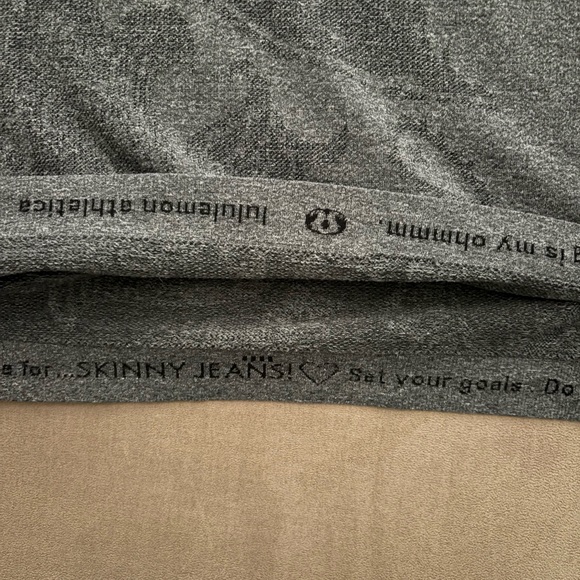 is my ohmmm. lululemon athletica
for...SKINNY JEANS! ♡ Set your goals. Do